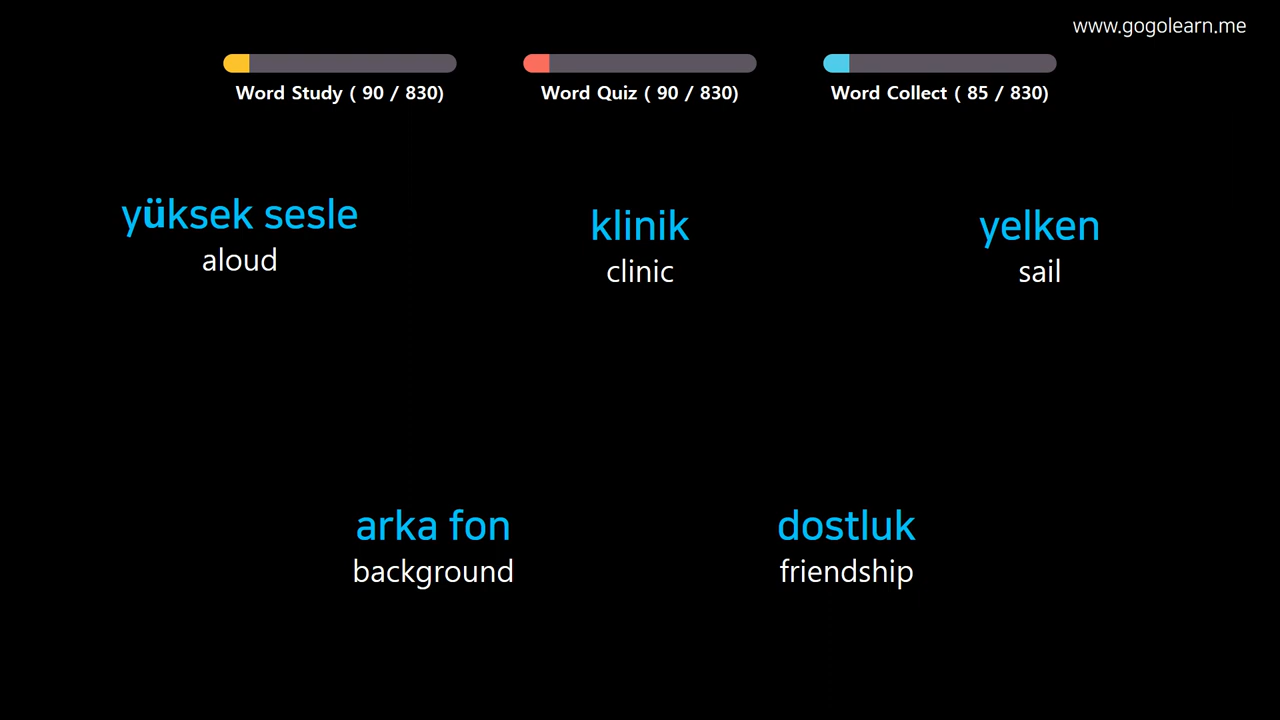 www.gogolearn.me
Word Study ( 90 / 830)
Word Quiz ( 90 / 830)
Word Collect ( 85 / 830)
yüksek sesle
aloud
klinik
clinic
yelken
sail
arka fon
background
dostluk
friendship